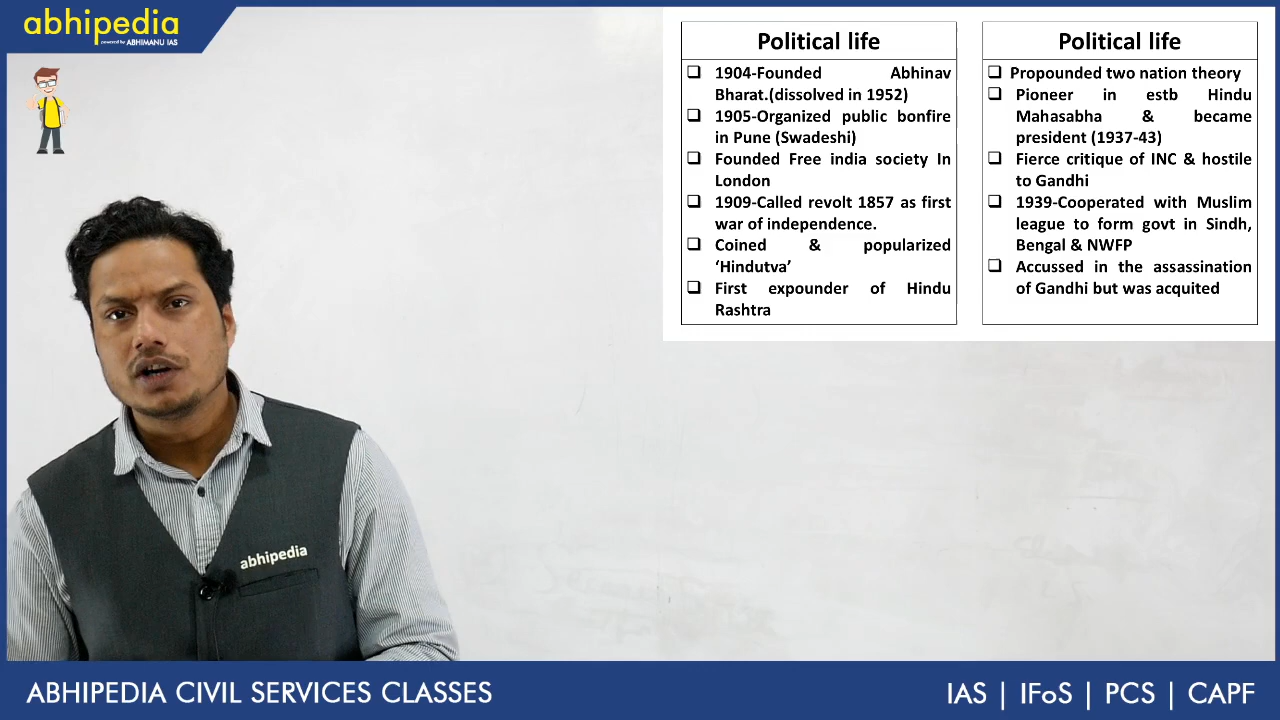 abhipedia
powered by ABHIMANU IAS
Political life
❑ 1904-Founded Abhinav
Bharat.(dissolved in 1952)
❑ 1905-Organized public bonfire
in Pune (Swadeshi)
❑ Founded Free india society In
London
❑ 1909-Called revolt 1857 as first
war of independence.
❑ Coined & popularized
‘Hindutva’
❑ First expounder of Hindu
Rashtra
Political life
❑ Propounded two nation theory
❑ Pioneer in estb Hindu
Mahasabha & became
president (1937-43)
❑ Fierce critique of INC & hostile
to Gandhi
❑ 1939-Cooperated with Muslim
league to form govt in Sindh,
Bengal & NWFP
❑ Accussed in the assassination
of Gandhi but was acquited
abhipedia
ABHIPEDIA CIVIL SERVICES CLASSES
IAS | IFoS | PCS | CAPF